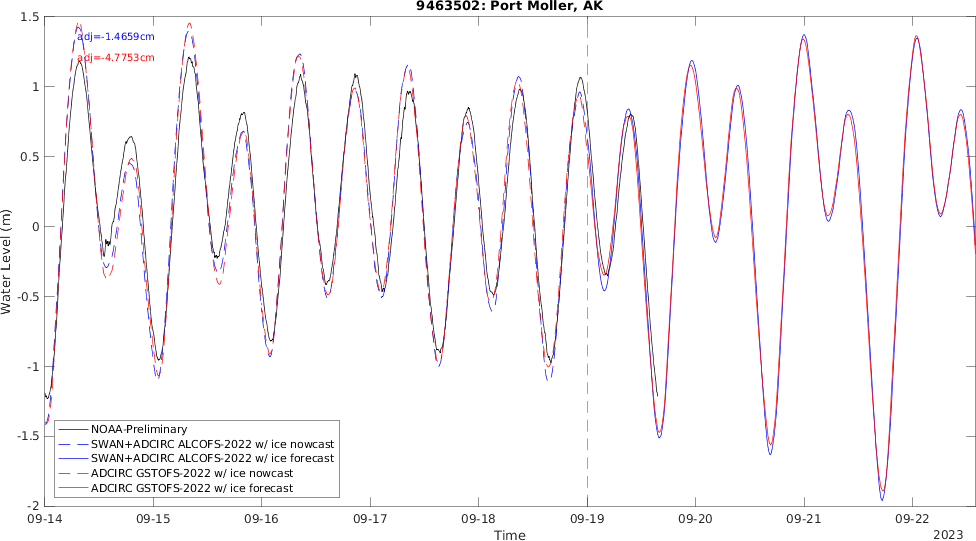 9463502: Port Moller, AK
adj=-1.4659cm
adj=-4.7753cm
1.5
1
0.5
0
-0.5
-1
-1.5
-2
Water Level (m)
NOAA-Preliminary
SWAN+ADCIRC ALCOFS-2022 w/ ice nowcast
SWAN+ADCIRC ALCOFS-2022 w/ ice forecast
ADCIRC GSTOFS-2022 w/ ice nowcast
ADCIRC GSTOFS-2022 w/ ice forecast
09-14 09-15 09-16 09-17 09-18 09-19 09-20 09-21 09-22
Time
2023